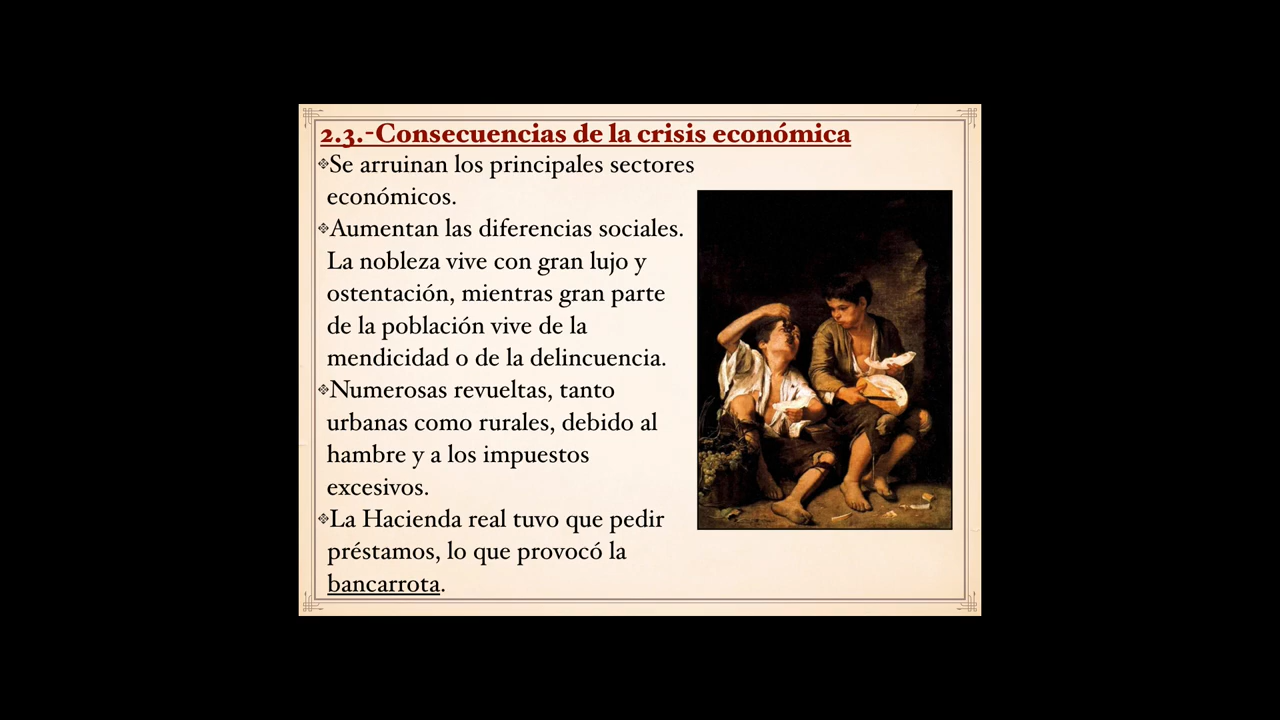 2.3.-Consecuencias de la crisis económica
❖Se arruinan los principales sectores
económicos.
❖Aumentan las diferencias sociales.
La nobleza vive con gran lujo y
ostentación, mientras gran parte
de la población vive de la
mendicidad o de la delincuencia.
❖Numerosas revueltas, tanto
urbanas como rurales, debido al
hambre y a los impuestos
excesivos.
❖La Hacienda real tuvo que pedir
préstamos, lo que provocó la
bancarrota.